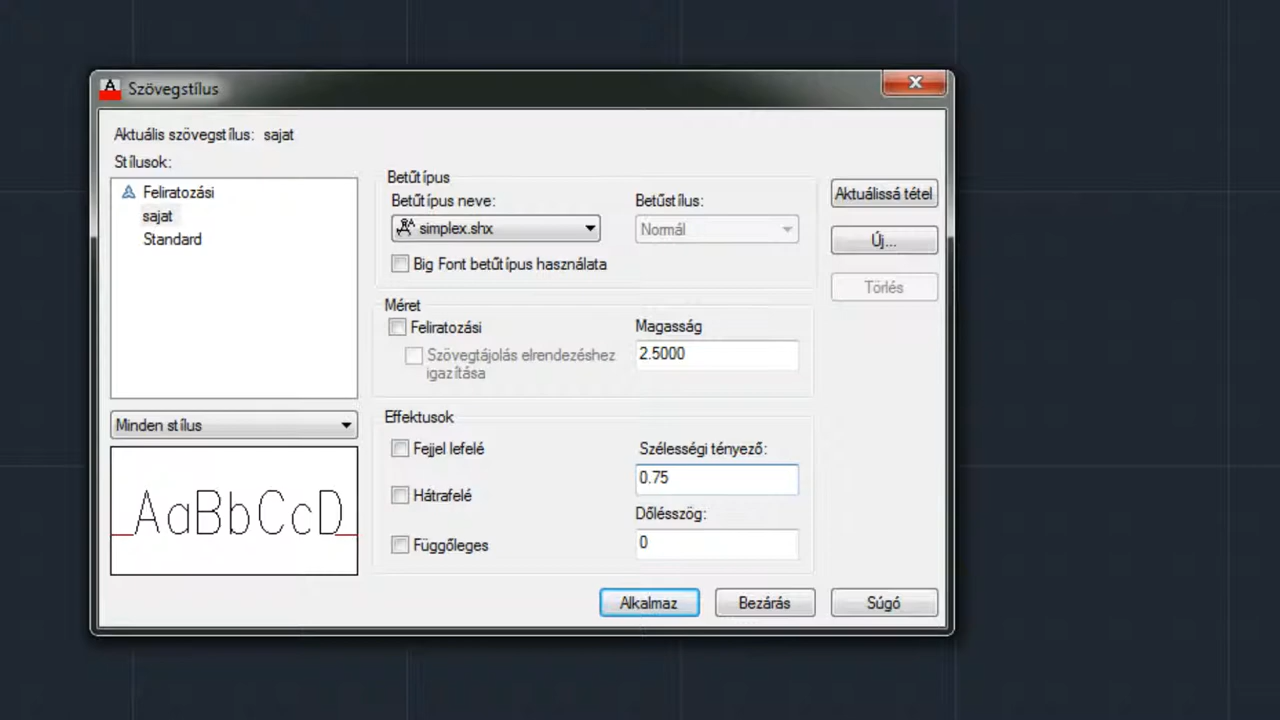 Szövegstílus
Aktuális szövegstílus: sajat
Stílusok:
Feliratozási
sajat
Standard
Minden stílus
AaBbCcD
Betűtípus
Betűtípus neve:
simplex.shx
Betűstílus:
Normál
Big Font betűtípus használata
Méret
Feliratozási
Szövegtájolás elrendezéshez
igazítása
Magasság
2.5000
Effektusok
Fejjel lefelé
Hátrafelé
Függőleges
Szélességi tényező:
0.75
Dőlésszög:
0
Aktuálissá tétel
Új...
Törlés
Alkalmaz
Bezárás
Súgó